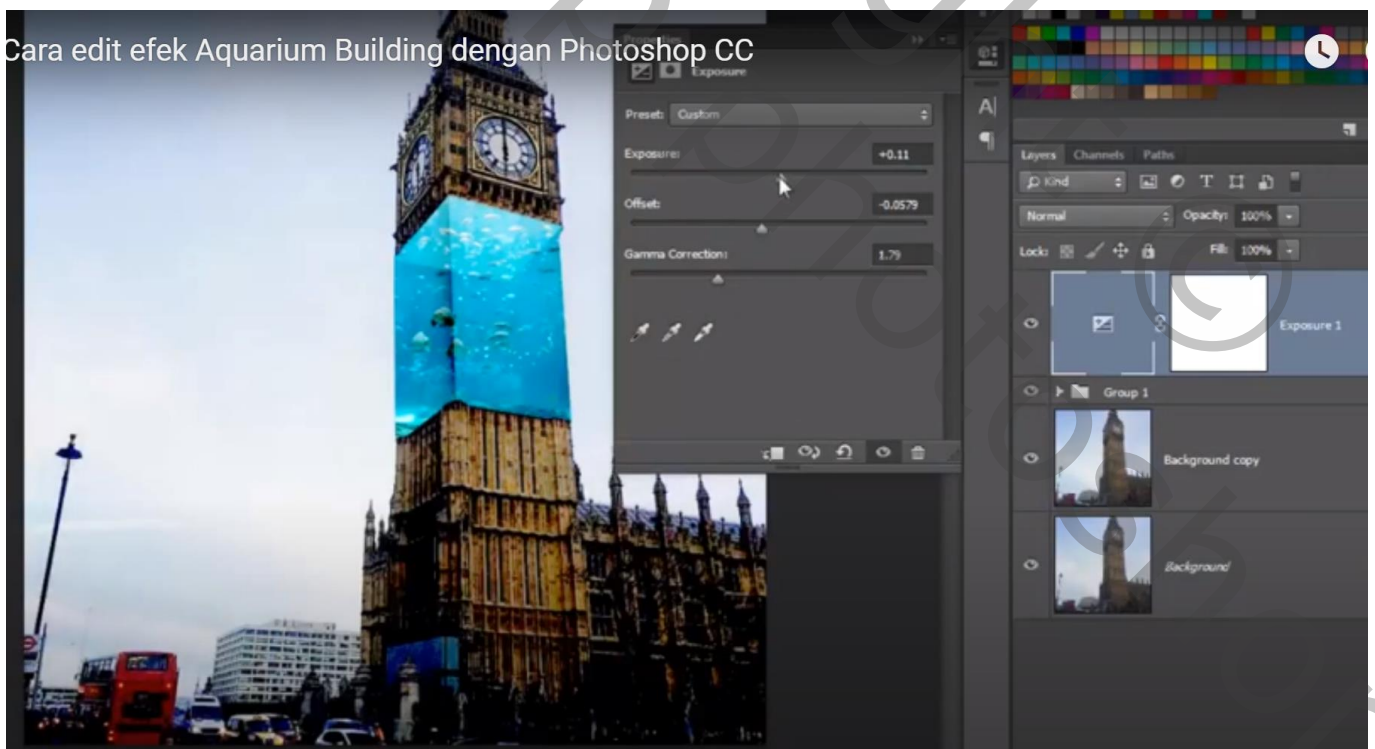 Cara edit efek Aquarium Building dengan Photoshop CC
Properties
Exposure
Preset: Custom
Exposure: +0.11
Offset: -0.0579
Gamma Correction: 1.79
A|
Layers Channels Paths
Kind
T
Normal Opacity: 100%
Lock: Fill: 100%
Exposure 1
Group 1
Background copy
Background
©